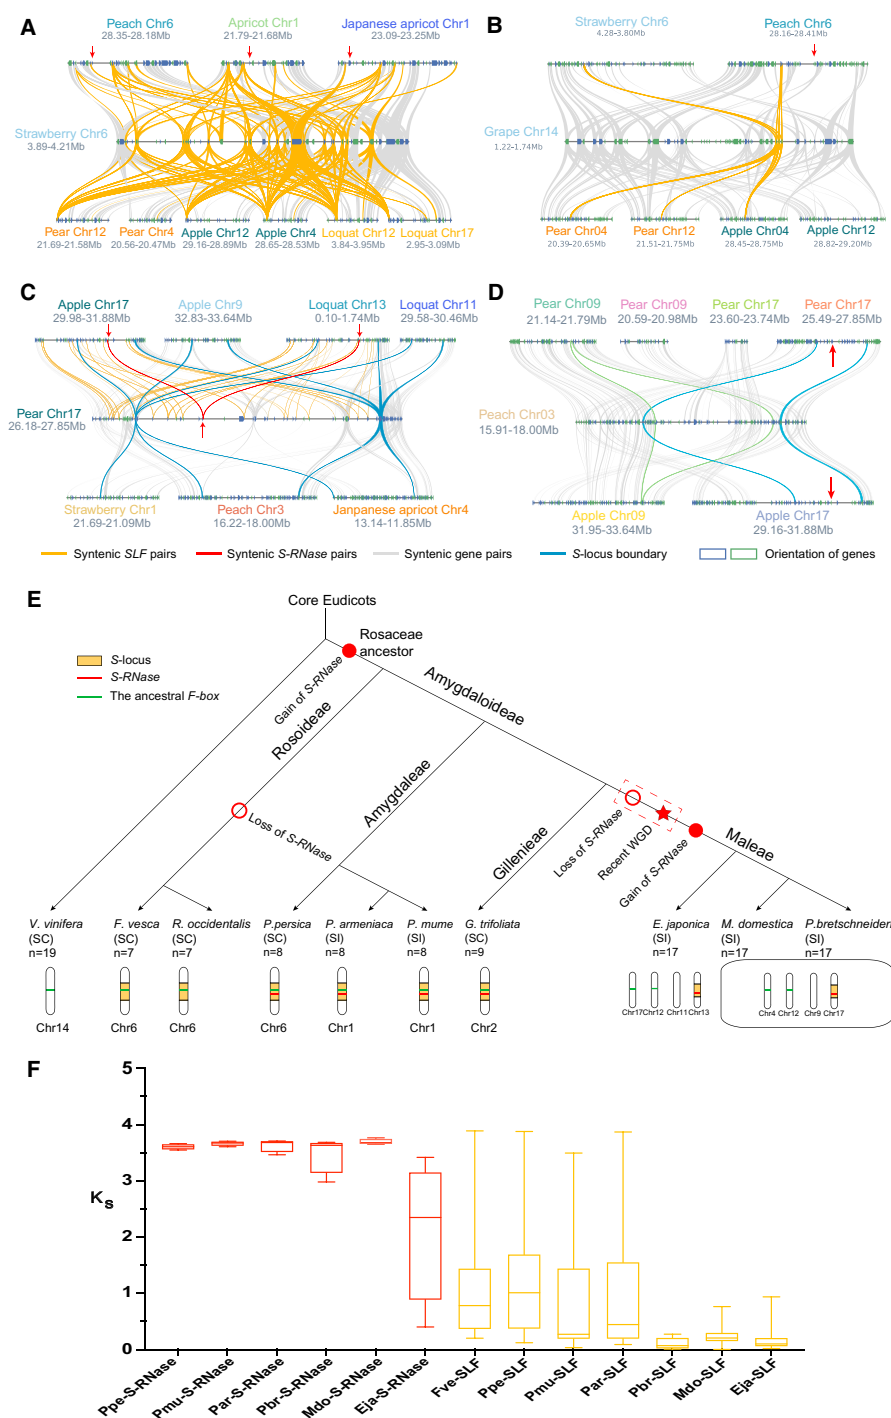 A
Peach Chr6
28.35-28.18Mb
Apricot Chr1
21.79-21.68Mb
Japanese apricot Chr1
23.09-23.25Mb
Strawberry Chr6
3.89-4.21Mb
Pear Chr12
21.69-21.58Mb
Pear Chr4
20.56-20.47Mb
Apple Chr12
29.16-28.89Mb
Apple Chr4
28.65-28.53Mb
Loquat Chr12
3.84-3.95Mb
Loquat Chr17
2.95-3.09Mb
B
Strawberry Chr6
4.28-3.80Mb
Peach Chr6
28.16-28.41Mb
Grape Chr14
1.22-1.74Mb
Pear Chr04
20.39-20.65Mb
Pear Chr12
21.51-21.75Mb
Apple Chr04
28.45-28.75Mb
Apple Chr12
28.82-29.20Mb
C
Apple Chr17
29.98-31.88Mb
Apple Chr9
32.83-33.64Mb
Loquat Chr13
0.10-1.74Mb
Loquat Chr11
29.58-30.46Mb
Pear Chr17
26.18-27.85Mb
Strawberry Chr1
21.69-21.09Mb
Peach Chr3
16.22-18.00Mb
Janpanese apricot Chr4
13.14-11.85Mb
D
Pear Chr09
21.14-21.79Mb
Pear Chr09
20.59-20.98Mb
Pear Chr17
23.60-23.74Mb
Pear Chr17
25.49-27.85Mb
Peach Chr03
15.91-18.00Mb
Apple Chr09
31.95-33.64Mb
Apple Chr17
29.16-31.88Mb
Syntenic SLF pairs
Syntenic S-RNase pairs
Syntenic gene pairs
S-locus boundary
Orientation of genes
E
Core Eudicots
Rosaceae
ancestor
S-locus
S-RNase
The ancestral F-box
Gain of S-RNase
Rosoideae
Amygdaloideae
Loss of S-RNase
Amygdaleae
Gillenieae
Loss of S-RNase
Recent WGD
Gain of S-RNase
Maleae
V. vinifera
(SC)
n=19
Chr14
F. vesca
(SC)
n=7
Chr6
R. occidentalis
(SC)
n=7
Chr6
P.persica
(SC)
n=8
Chr6
P. armeniaca
(SI)
n=8
Chr1
P. mume
(SI)
n=8
Chr1
G. trifoliata
(SC)
n=9
Chr2
E. japonica
(SI)
n=17
Chr17 Chr12 Chr11 Chr13
M. domestica
(SI)
n=17
P.bretschneideri
(SI)
n=17
Chr4 Chr12 Chr9 Chr17
F
Ks
5
4
3
2
1
0
Ppe-S-RNase
Pmu-S-RNase
Par-S-RNase
Pbr-S-RNase
Mdo-S-RNase
Eja-S-RNase
Fve-SLF
Ppe-SLF
Pmu-SLF
Par-SLF
Pbr-SLF
Mdo-SLF
Eja-SLF